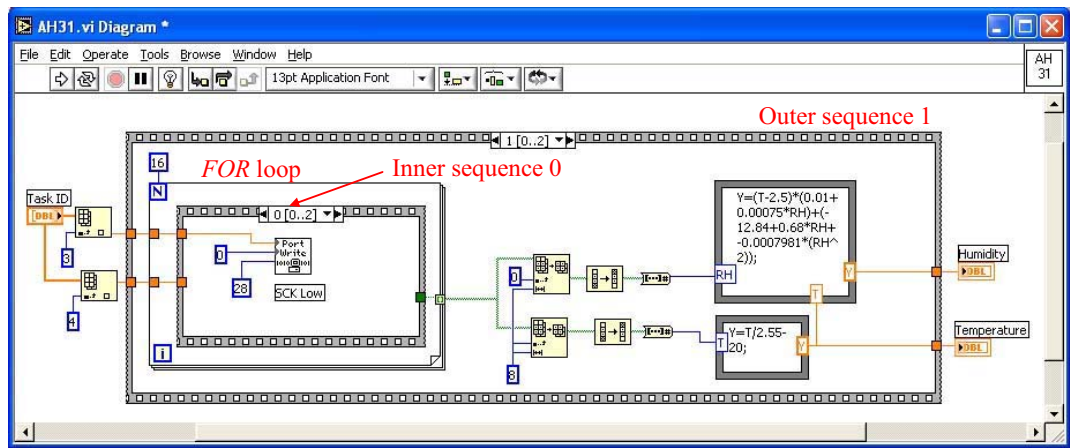 AH31.vi Diagram *
File Edit Operate Tools Browse Window Help
AH
31
13pt Application Font
Outer sequence 1
1 [0..2]
16
FOR loop
Inner sequence 0
N
Task ID
DBL
0 [0..2]
Port
Write
0
3
28
SCK Low
4
i
0
8
Y=(T-2.5)*(0.01+
0.00075*RH)+(-
12.84+0.68*RH+
-0.0007981*(RH^
2));
RH
Y
T
Humidity
DBL
Y=T/2.55-
20;
T
Y
Temperature
DBL